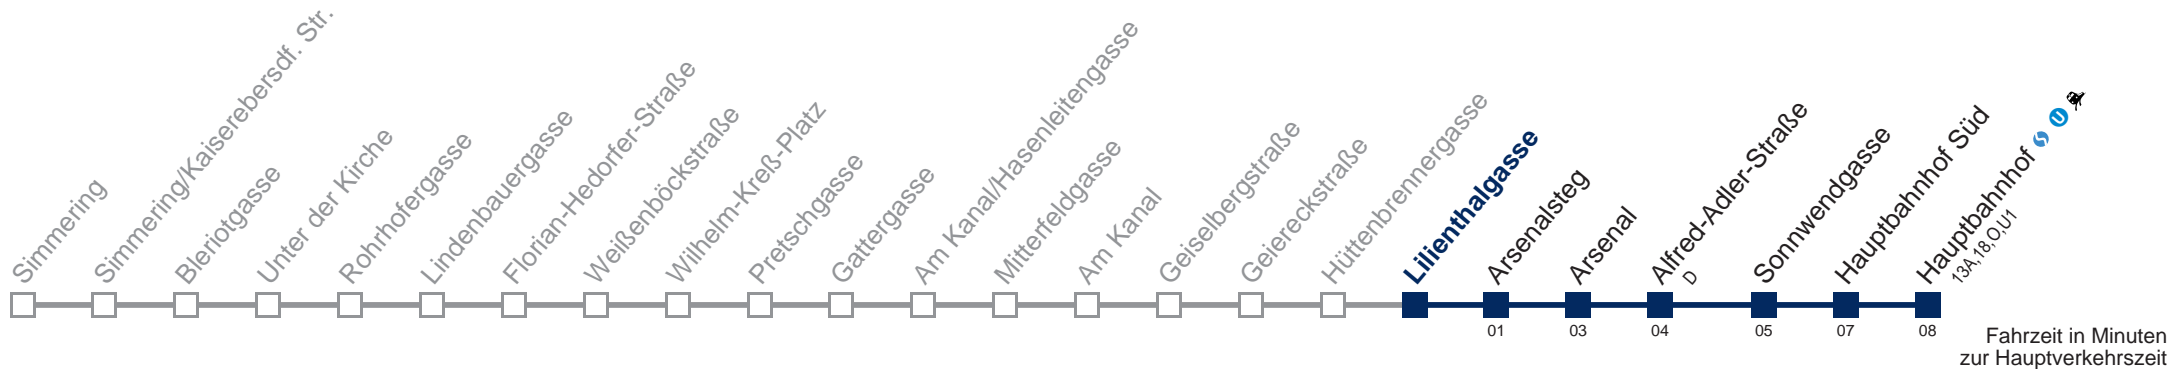 Simmering
Simmering/Kaiserebersdf. Str.
Bleriotgasse
Unter der Kirche
Rohrhofergasse
Lindenbauergasse
Florian-Hedorfer-Straße
Weißenböckstraße
Wilhelm-Kreß-Platz
Pretschgasse
Gattergasse
Am Kanal/Hasenleitengasse
Mitterfeldgasse
Am Kanal
Geiselbergstraße
Geiereckstraße
Hüttenbrennergasse
Lilienthalgasse
Arsenalsteg
Arsenal
Alfred-Adler-Straße
D
Sonnwendgasse
Hauptbahnhof Süd
Hauptbahnhof S U
13A,18,O,U1
01 03 04 05 07 08
Fahrzeit in Minuten
zur Hauptverkehrszeit